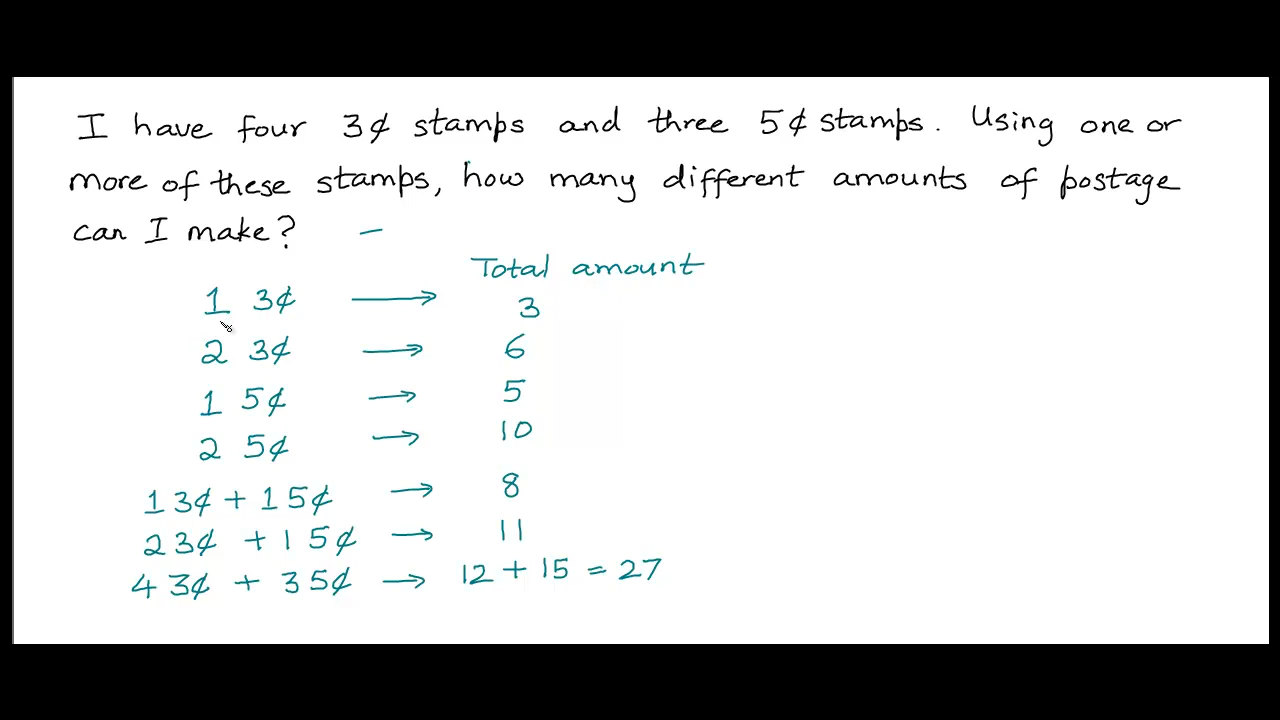 I have four 3¢ stamps and three 5¢ stamps. Using one or
more of these stamps, how many different amounts of postage
can I make? –
Total amount
1 3¢ → 3
2 3¢ → 6
1 5¢ → 5
2 5¢ → 10
1 3¢ + 1 5¢ → 8
2 3¢ + 1 5¢ → 11
4 3¢ + 3 5¢ → 12 + 15 = 27